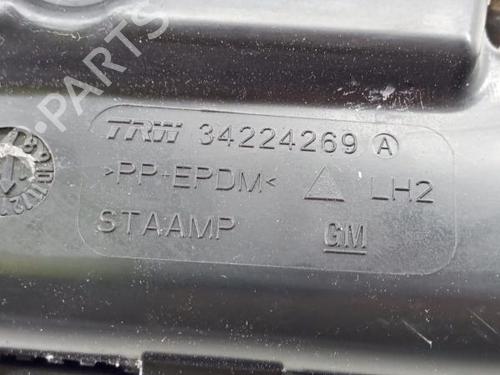 TRW 34224269 A
>PP+EPDM< LH2
STAAMP GM
B-PARTS